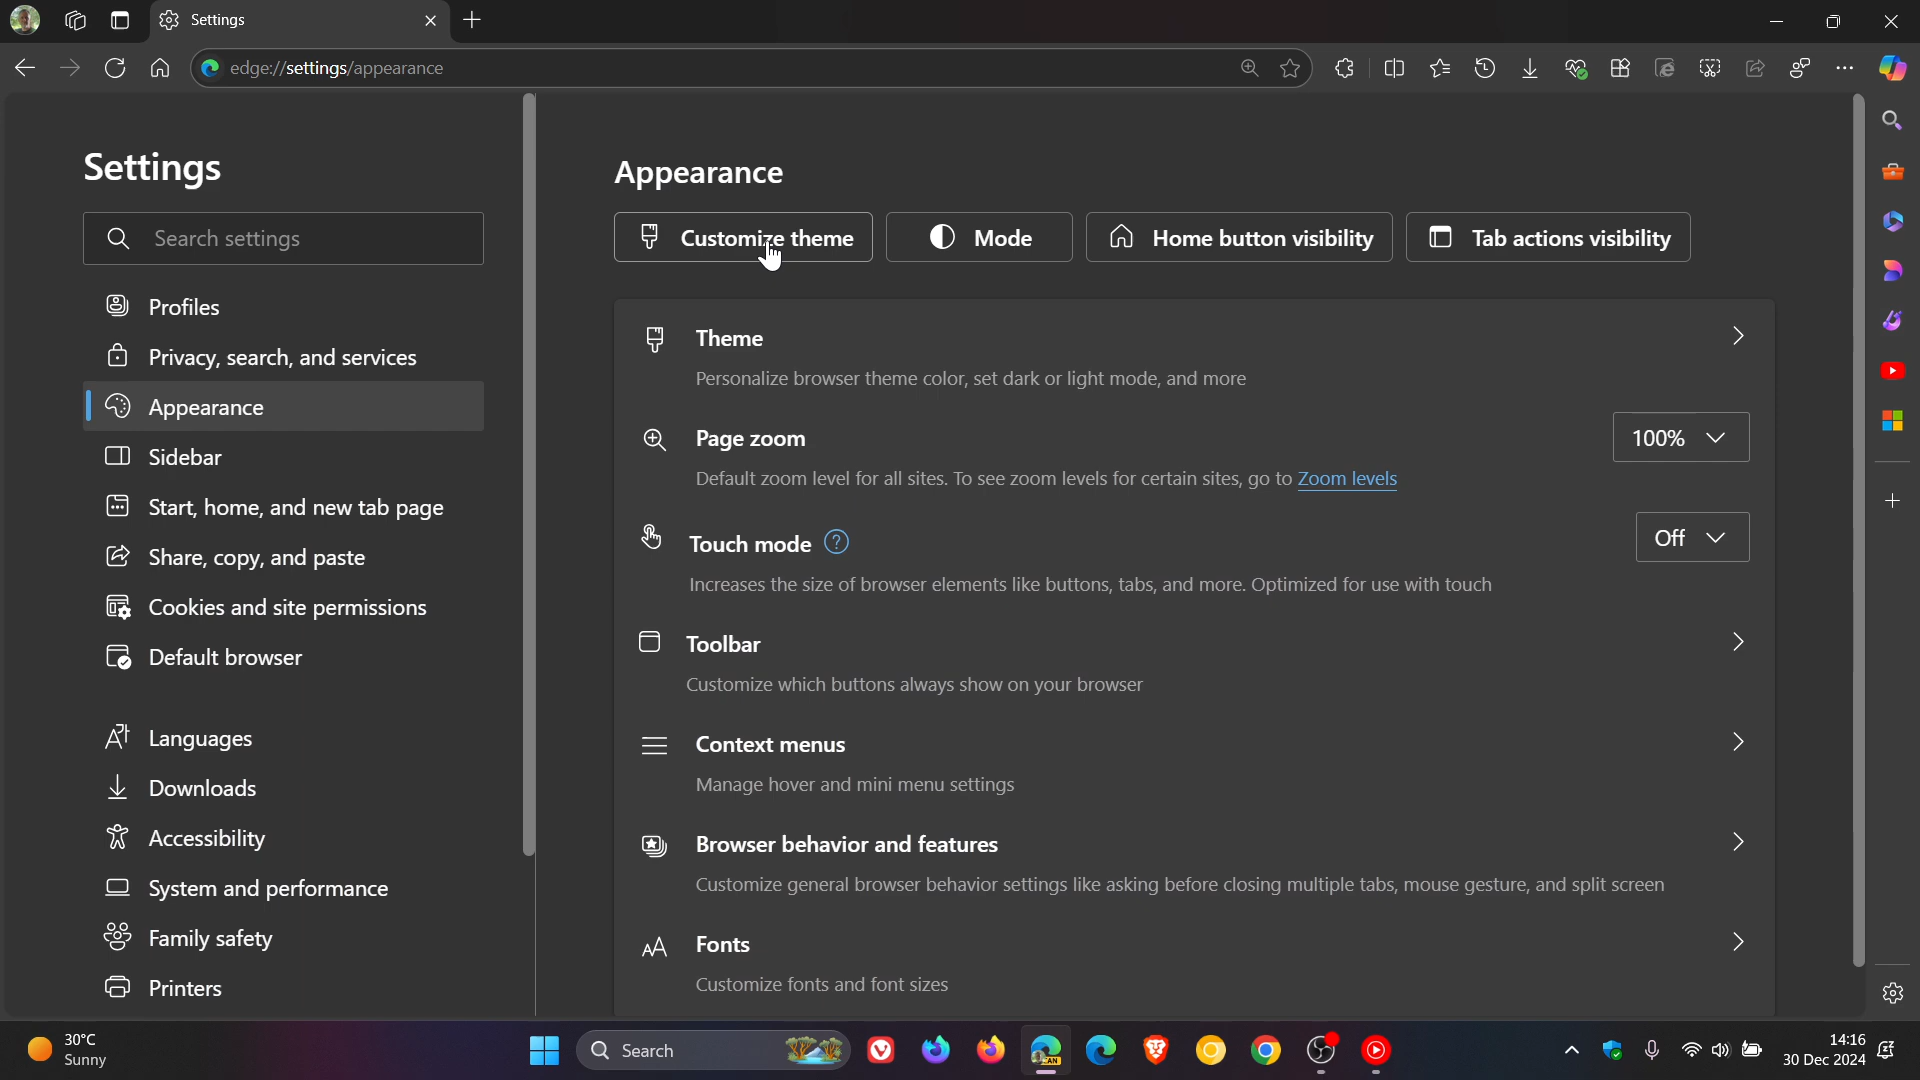 Settings
edge://settings/appearance
Settings
Search settings
Profiles
Privacy, search, and services
Appearance
Sidebar
Start, home, and new tab page
Share, copy, and paste
Cookies and site permissions
Default browser
Languages
Downloads
Accessibility
System and performance
Family safety
Printers
Appearance
Customize theme
Mode
Home button visibility
Tab actions visibility
Theme
Personalize browser theme color, set dark or light mode, and more
Page zoom
100%
Default zoom level for all sites. To see zoom levels for certain sites, go to Zoom levels
Touch mode
Off
Increases the size of browser elements like buttons, tabs, and more. Optimized for use with touch
Toolbar
Customize which buttons always show on your browser
Context menus
Manage hover and mini menu settings
Browser behavior and features
Customize general browser behavior settings like asking before closing multiple tabs, mouse gesture, and split screen
Fonts
Customize fonts and font sizes
30°C
Sunny
Search
CAN
14:16
30 Dec 2024